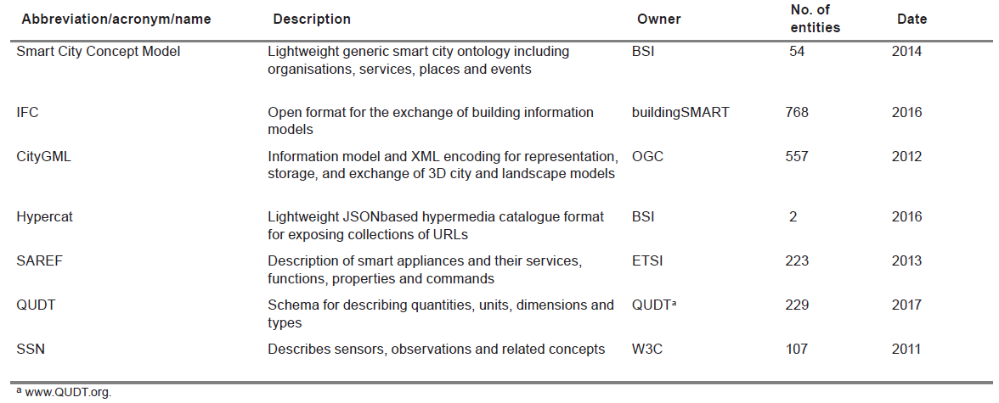 Abbreviation/acronym/name Description Owner No. of entities Date
Smart City Concept Model Lightweight generic smart city ontology including BSI 54 2014
organisations, services, places and events
IFC Open format for the exchange of building information buildingSMART 768 2016
models
CityGML Information model and XML encoding for representation, OGC 557 2012
storage, and exchange of 3D city and landscape models
Hypercat Lightweight JSONbased hypermedia catalogue format BSI 2 2016
for exposing collections of URLs
SAREF Description of smart appliances and their services, ETSI 223 2013
functions, properties and commands
QUDT Schema for describing quantities, units, dimensions and QUDTa 229 2017
types
SSN Describes sensors, observations and related concepts W3C 107 2011
a www.QUDT.org.